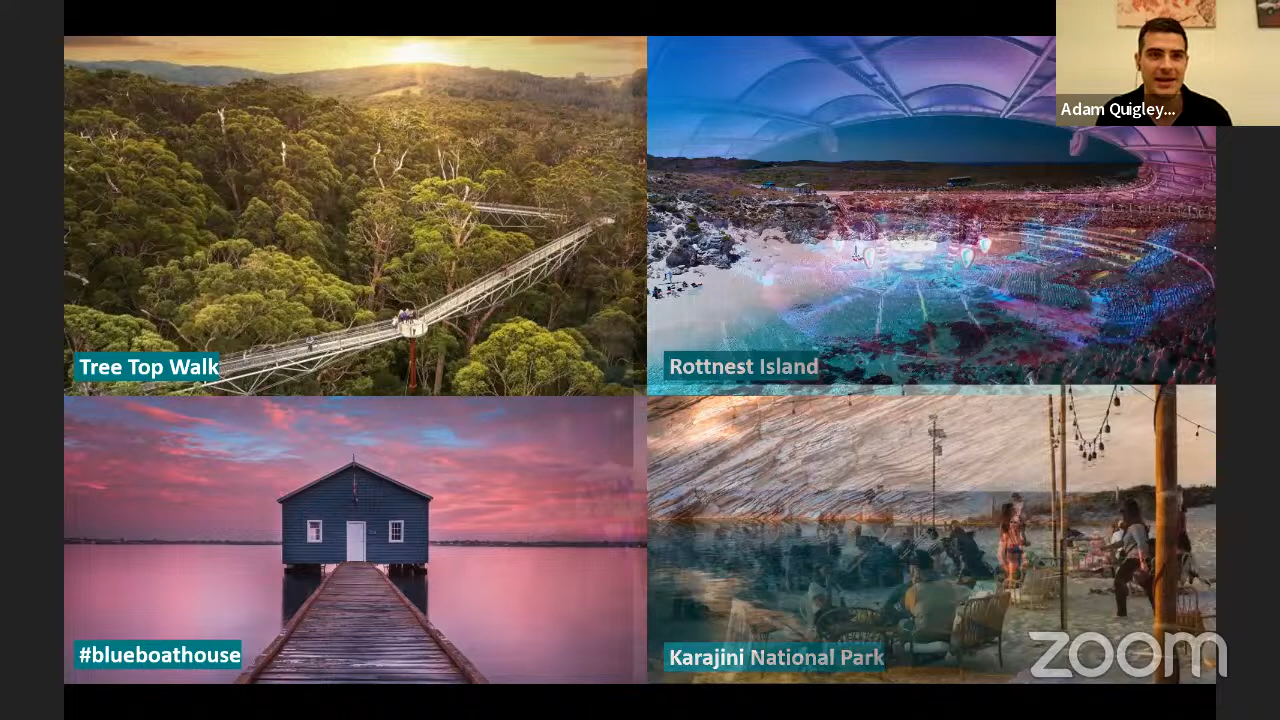 Adam Quigley...
Tree Top Walk
Rottnest Island
#blueboathouse
Karajini National Park
zoom